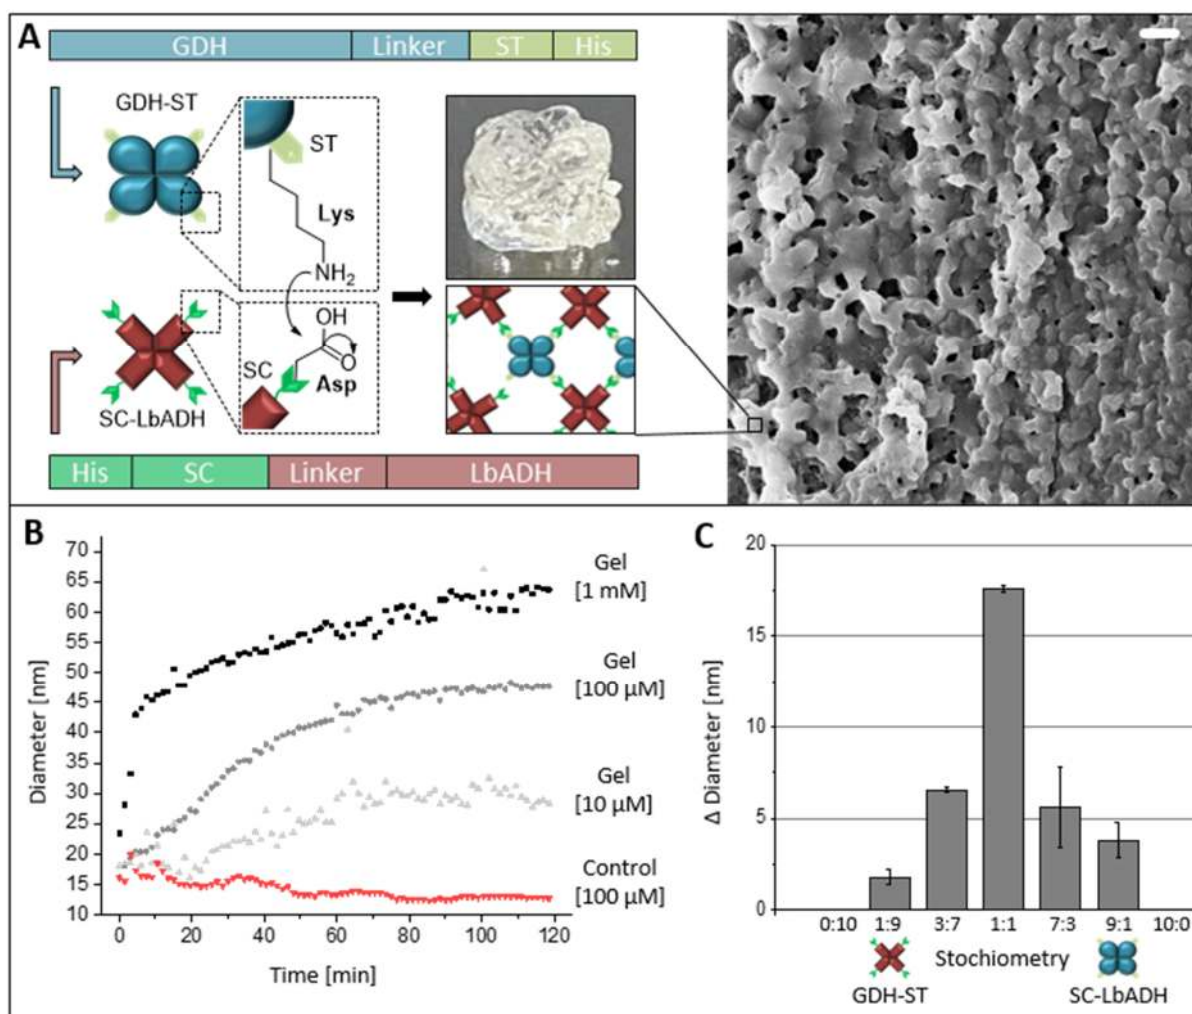 A
GDH Linker ST His
GDH-ST
ST
Lys
NH2
OH
O
SC
Asp
SC-LbADH
His SC Linker LbADH
B
70
65
60
55
50
45
40
35
30
25
20
15
10
Diameter [nm]
0 20 40 60 80 100 120
Time [min]
Gel
[1 mM]
Gel
[100 µM]
Gel
[10 µM]
Control
[100 µM]
C
20
15
10
5
0
Δ Diameter [nm]
0:10 1:9 3:7 1:1 7:3 9:1 10:0
Stochiometry
GDH-ST SC-LbADH